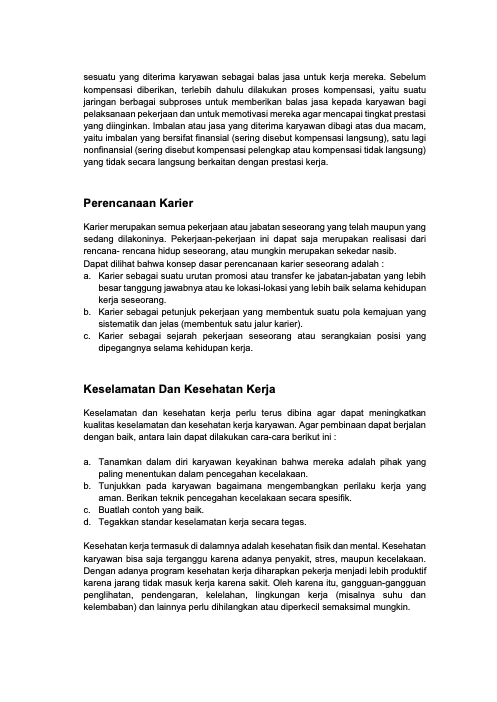 sesuatu yang diterima karyawan sebagai balas jasa untuk kerja mereka. Sebelum
kompensasi diberikan, terlebih dahulu dilakukan proses kompensasi, yaitu suatu
jaringan berbagai subproses untuk memberikan balas jasa kepada karyawan bagi
pelaksanaan pekerjaan dan untuk memotivasi mereka agar mencapai tingkat prestasi
yang diinginkan. Imbalan atau jasa yang diterima karyawan dibagi atas dua macam,
yaitu imbalan yang bersifat finansial (sering disebut kompensasi langsung), satu lagi
nonfinansial (sering disebut kompensasi pelengkap atau kompensasi tidak langsung)
yang tidak secara langsung berkaitan dengan prestasi kerja.
Perencanaan Karier
Karier merupakan semua pekerjaan atau jabatan seseorang yang telah maupun yang
sedang dilakoninya. Pekerjaan-pekerjaan ini dapat saja merupakan realisasi dari
rencana- rencana hidup seseorang, atau mungkin merupakan sekedar nasib.
Dapat dilihat bahwa konsep dasar perencanaan karier seseorang adalah :
a. Karier sebagai suatu urutan promosi atau transfer ke jabatan-jabatan yang lebih
besar tanggung jawabnya atau ke lokasi-lokasi yang lebih baik selama kehidupan
kerja seseorang.
b. Karier sebagai petunjuk pekerjaan yang membentuk suatu pola kemajuan yang
sistematik dan jelas (membentuk satu jalur karier).
c. Karier sebagai sejarah pekerjaan seseorang atau serangkaian posisi yang
dipegangnya selama kehidupan kerja.
Keselamatan Dan Kesehatan Kerja
Keselamatan dan kesehatan kerja perlu terus dibina agar dapat meningkatkan
kualitas keselamatan dan kesehatan kerja karyawan. Agar pembinaan dapat berjalan
dengan baik, antara lain dapat dilakukan cara-cara berikut ini :
a. Tanamkan dalam diri karyawan keyakinan bahwa mereka adalah pihak yang
paling menentukan dalam pencegahan kecelakaan.
b. Tunjukkan pada karyawan bagaimana mengembangkan perilaku kerja yang
aman. Berikan teknik pencegahan kecelakaan secara spesifik.
c. Buatlah contoh yang baik.
d. Tegakkan standar keselamatan kerja secara tegas.
Kesehatan kerja termasuk di dalamnya adalah kesehatan fisik dan mental. Kesehatan
karyawan bisa saja terganggu karena adanya penyakit, stres, maupun kecelakaan.
Dengan adanya program kesehatan kerja diharapkan pekerja menjadi lebih produktif
karena jarang tidak masuk kerja karena sakit. Oleh karena itu, gangguan-gangguan
penglihatan, pendengaran, kelelahan, lingkungan kerja (misalnya suhu dan
kelembaban) dan lainnya perlu dihilangkan atau diperkecil semaksimal mungkin.